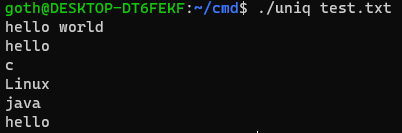 goth@DESKTOP-DT6FEKF:~/cmd$ ./uniq test.txt
hello world
hello
c
Linux
java
hello